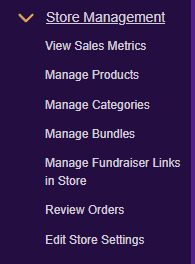 Store Management
View Sales Metrics
Manage Products
Manage Categories
Manage Bundles
Manage Fundraiser Links
in Store
Review Orders
Edit Store Settings